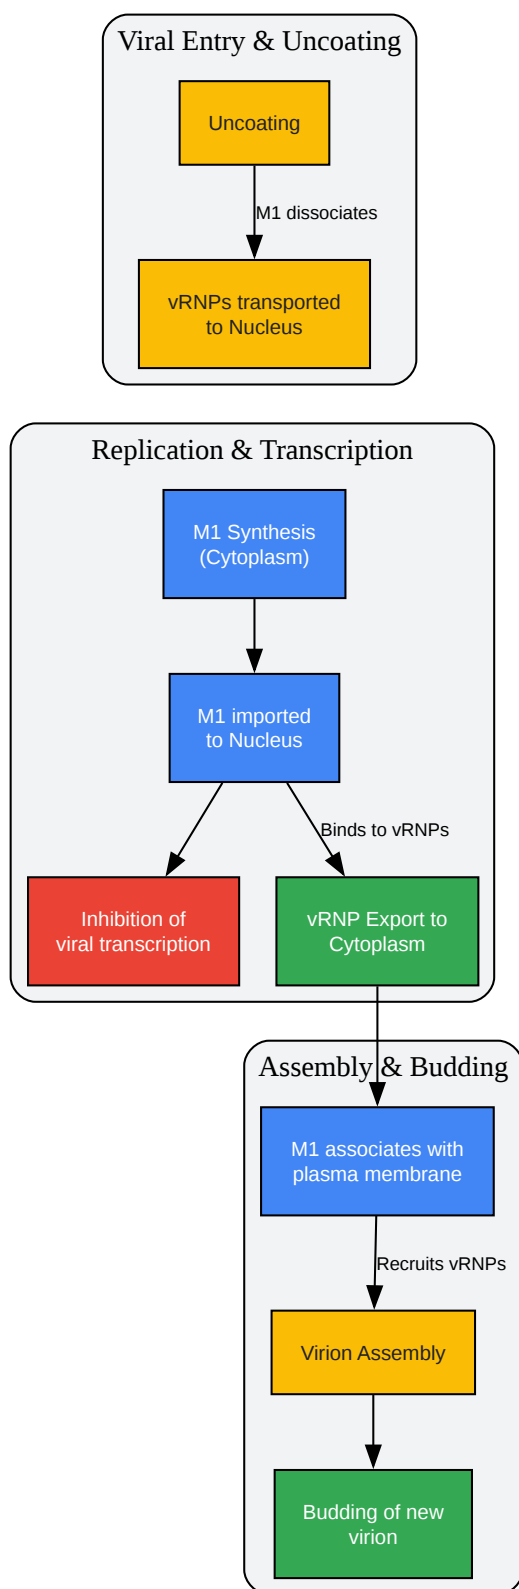 Viral Entry & Uncoating
Uncoating
M1 dissociates
vRNPs transported
to Nucleus
Replication & Transcription
M1 Synthesis
(Cytoplasm)
M1 imported
to Nucleus
Binds to vRNPs
Inhibition of
viral transcription
vRNP Export to
Cytoplasm
Assembly & Budding
M1 associates with
plasma membrane
Recruits vRNPs
Virion Assembly
Budding of new
virion